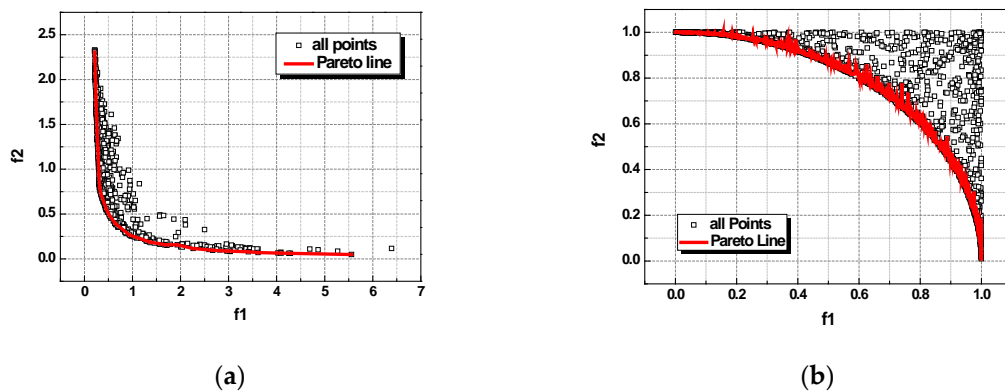 2.5
2.0
1.5
1.0
0.5
0.0
f2
all points
Pareto line
0 1 2 3 4 5 6 7
f1
(a)
1.0
0.8
0.6
0.4
0.2
0.0
f2
all Points
Pareto Line
0.0 0.2 0.4 0.6 0.8 1.0
f1
(b)